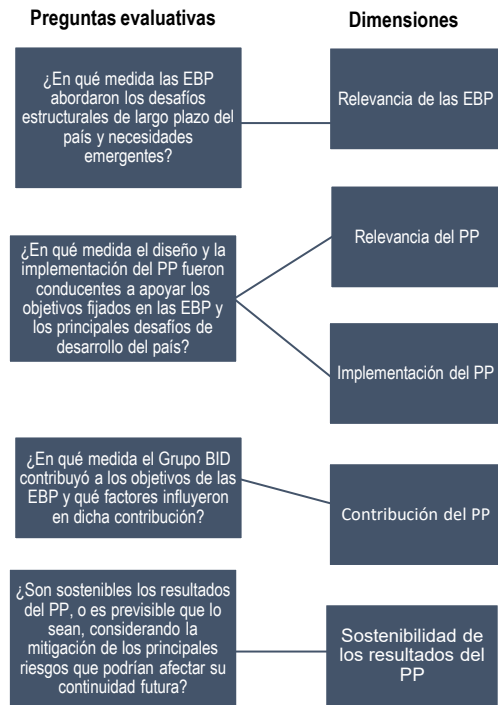 Preguntas evaluativas
Dimensiones
¿En qué medida las EBP
abordaron los desafíos
estructurales de largo plazo del
país y necesidades
emergentes?
Relevancia de las EBP
¿En qué medida el diseño y la
implementación del PP fueron
conducentes a apoyar los
objetivos fijados en las EBP y
los principales desafíos de
desarrollo del país?
Relevancia del PP
Implementación del PP
¿En qué medida el Grupo BID
contribuyó a los objetivos de las
EBP y qué factores influyeron
en dicha contribución?
Contribución del PP
¿Son sostenibles los resultados
del PP, o es previsible que lo
sean, considerando la
mitigación de los principales
riesgos que podrían afectar su
continuidad futura?
Sostenibilidad de
los resultados del
PP